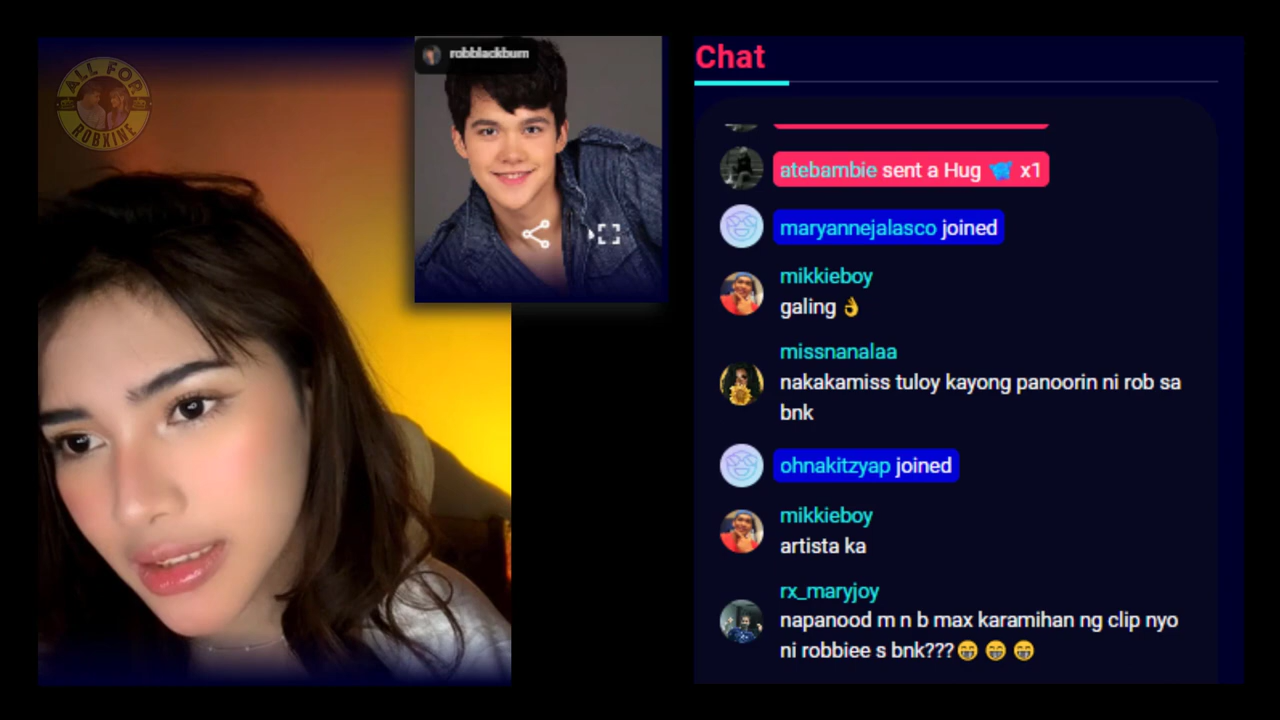 ALL FOR
ROBXINE
robblackburn
Chat
atebambie sent a Hug x1
maryannejalasco joined
mikkieboy
galing 👌
missnanalaa
nakakamiss tuloy kayong panoorin ni rob sa
bnk
ohnakitzyap joined
mikkieboy
artista ka
rx_maryjoy
napanood m n b max karamihan ng clip nyo
ni robbiee s bnk???😁 😁 😁